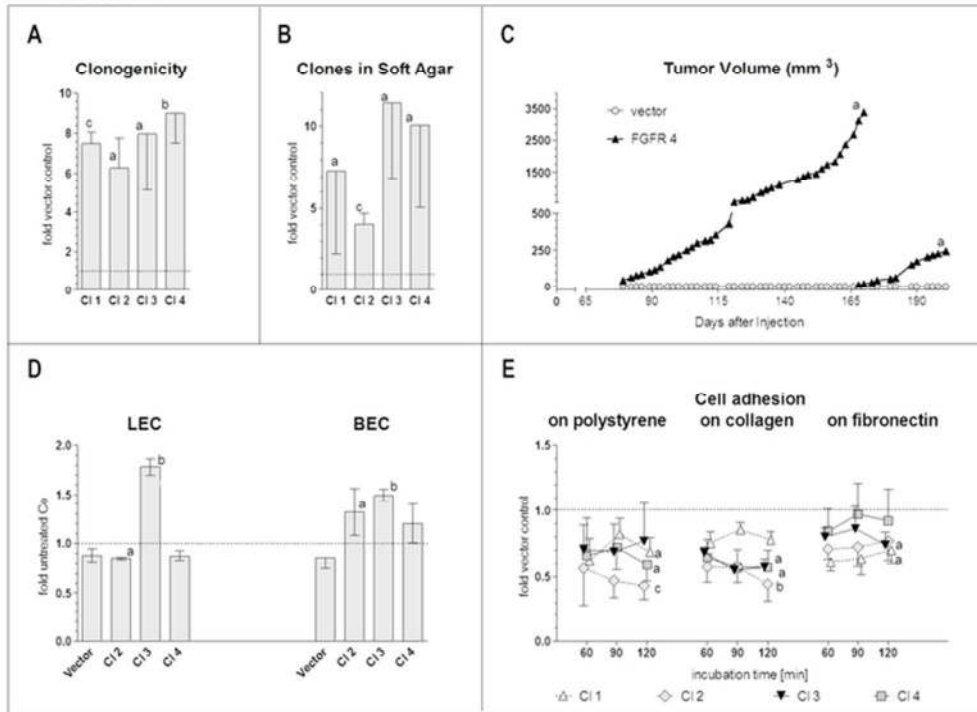 A
Clonogenicity
fold vector control
10
8
6
4
2
0
c
a
a
b
Cl 1
Cl 2
Cl 3
Cl 4
B
Clones in Soft Agar
fold vector control
10
5
0
a
c
a
a
Cl 1
Cl 2
Cl 3
Cl 4
C
Tumor Volume (mm 3)
vector
FGFR 4
3500
2500
1500
500
250
0
a
a
0 65 90 115 140 165 190
Days after Injection
D
LEC BEC
fold untreated Co
2.0
1.5
1.0
0.5
0.0
a
b
a
b
Vector
Cl 2
Cl 3
Cl 4
Vector
Cl 2
Cl 3
Cl 4
E
Cell adhesion
on polystyrene on collagen on fibronectin
fold vector control
1.5
1.0
0.5
0.0
a
a
c
a
a
b
a
a
60 90 120 60 90 120 60 90 120
incubation time [min]
Cl 1 Cl 2 Cl 3 Cl 4